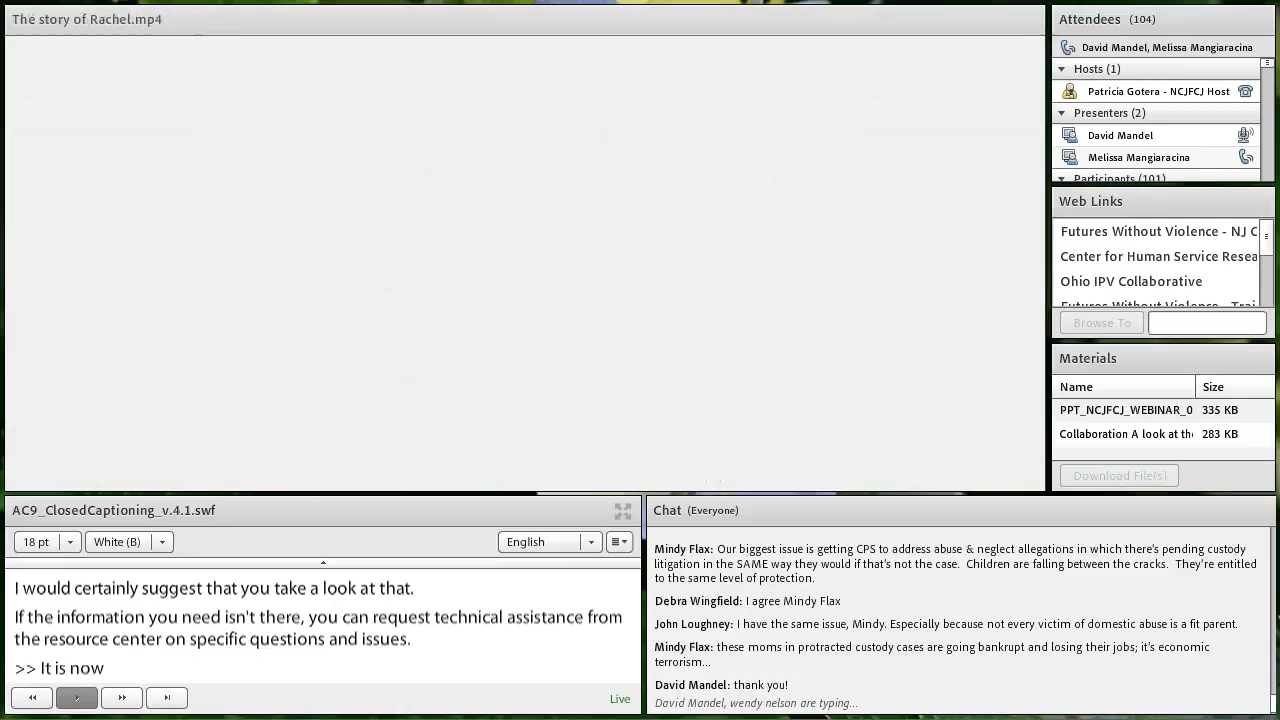 The story of Rachel.mp4
Attendees (104)
David Mandel, Melissa Mangiaracina
Hosts (1)
Patricia Gotera - NCJFCJ Host
Presenters (2)
David Mandel
Melissa Mangiaracina
Participants (101)
Web Links
Futures Without Violence - NJ C
Center for Human Service Resea
Ohio IPV Collaborative
Futures Without Violence - Trai
Browse To
Materials
Name Size
PPT_NCJFCJ_WEBINAR_0 335 KB
Collaboration A look at the 283 KB
Download File(s)
AC9_ClosedCaptioning_v.4.1.swf
18 pt White (B) English
I would certainly suggest that you take a look at that.
If the information you need isn't there, you can request technical assistance from
the resource center on specific questions and issues.
>> It is now
Live
Chat (Everyone)
Mindy Flax: Our biggest issue is getting CPS to address abuse & neglect allegations in which there's pending custody
litigation in the SAME way they would if that's not the case. Children are falling between the cracks. They're entitled
to the same level of protection.
Debra Wingfield: I agree Mindy Flax
John Loughney: I have the same issue, Mindy. Especially because not every victim of domestic abuse is a fit parent.
Mindy Flax: these moms in protracted custody cases are going bankrupt and losing their jobs; it's economic
terrorism...
David Mandel: thank you!
David Mandel, wendy nelson are typing...